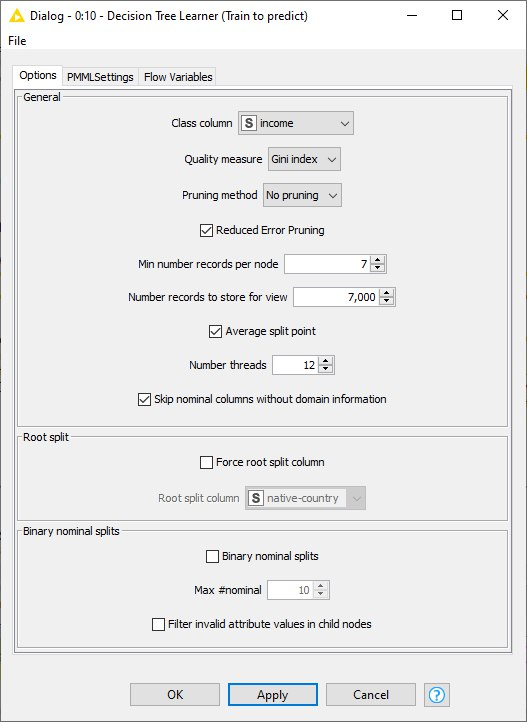 Dialog - 0:10 - Decision Tree Learner (Train to predict)
File
Options PMMLSettings Flow Variables
General
Class column S income
Quality measure Gini index
Pruning method No pruning
Reduced Error Pruning
Min number records per node 7
Number records to store for view 7,000
Average split point
Number threads 12
Skip nominal columns without domain information
Root split
Force root split column
Root split column S native-country
Binary nominal splits
Binary nominal splits
Max #nominal 10
Filter invalid attribute values in child nodes
OK Apply Cancel ?